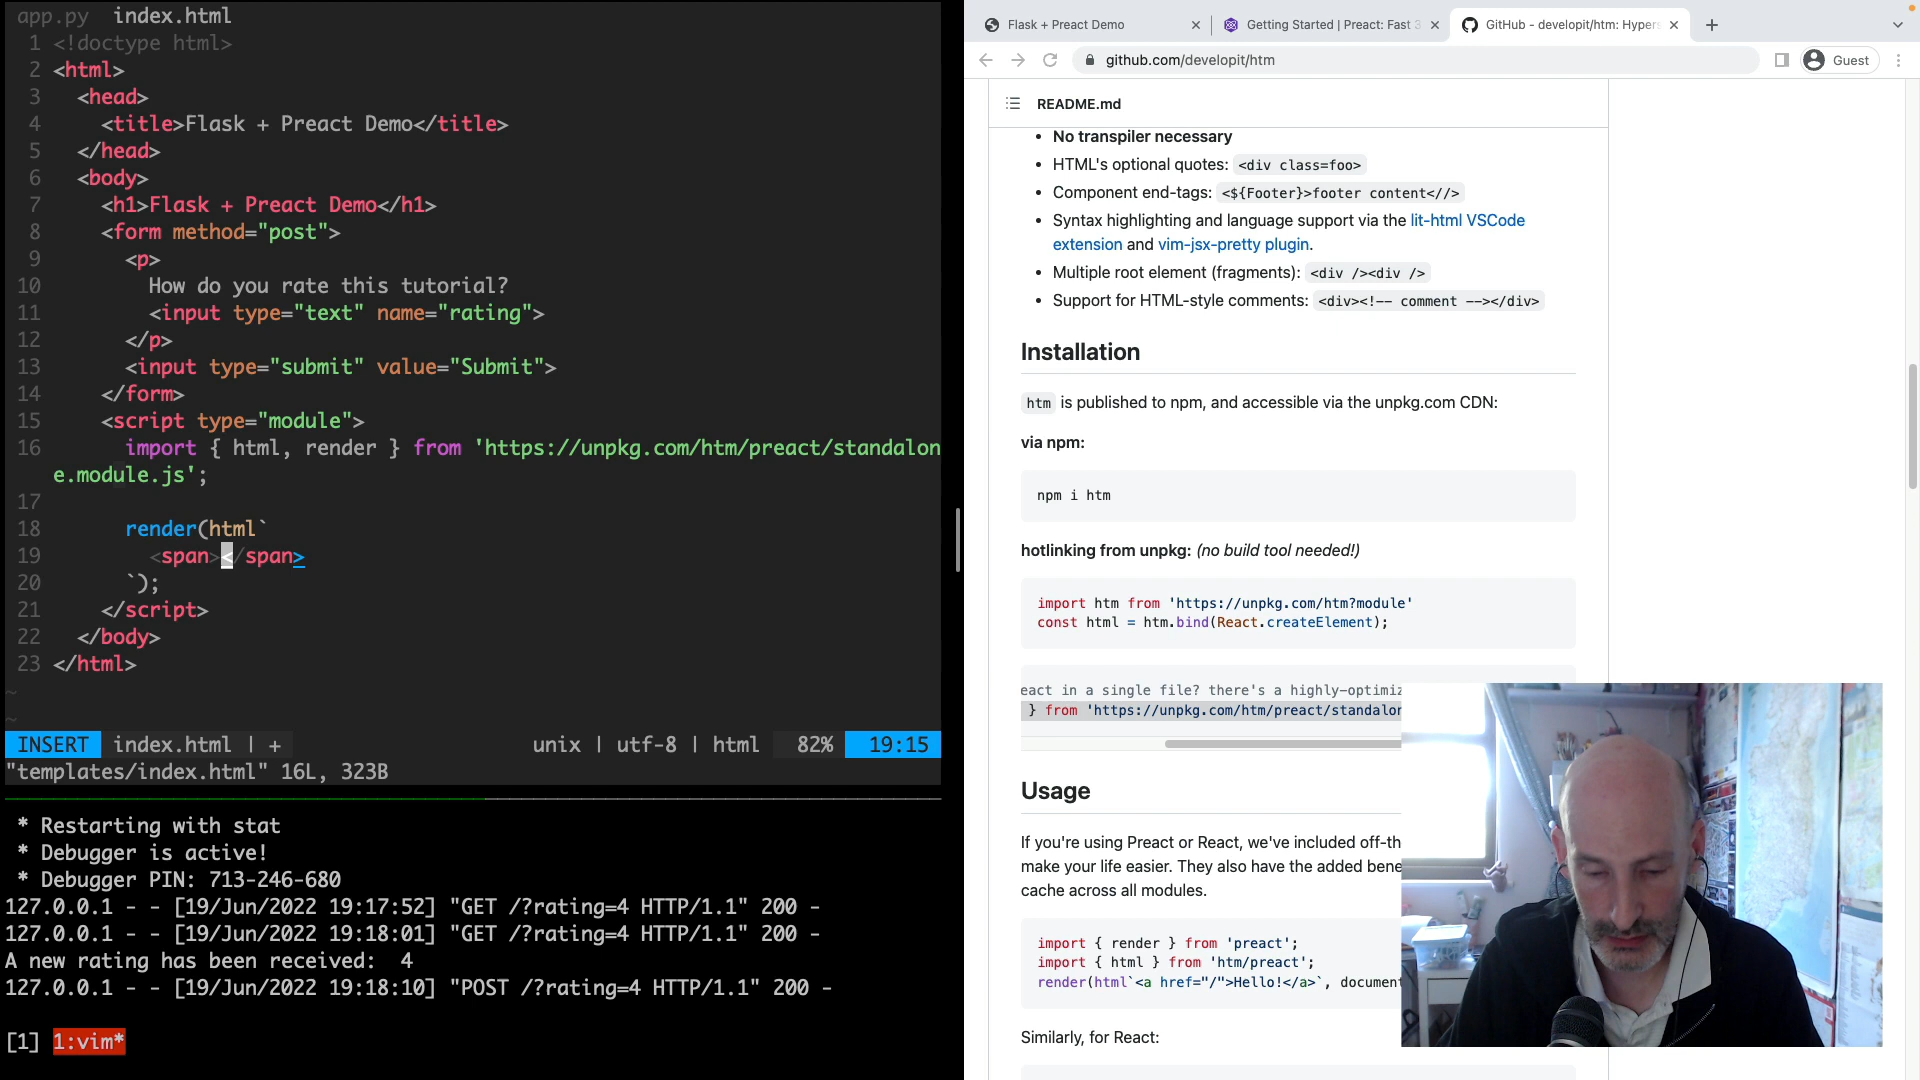 app.py index.html
1 <!doctype html>
2 <html>
3 <head>
4 <title>Flask + Preact Demo</title>
5 </head>
6 <body>
7 <h1>Flask + Preact Demo</h1>
8 <form method="post">
9 <p>
10 How do you rate this tutorial?
11 <input type="text" name="rating">
12 </p>
13 <input type="submit" value="Submit">
14 </form>
15 <script type="module">
16 import { html, render } from 'https://unpkg.com/htm/preact/standalon
e.module.js';
17
18 render(html`
19 <span></span>
20 `);
21 </script>
22 </body>
23 </html>
~
~
INSERT index.html | + unix | utf-8 | html 82% 19:15
"templates/index.html" 16L, 323B
* Restarting with stat
* Debugger is active!
* Debugger PIN: 713-246-680
127.0.0.1 - - [19/Jun/2022 19:17:52] "GET /?rating=4 HTTP/1.1" 200 -
127.0.0.1 - - [19/Jun/2022 19:18:01] "GET /?rating=4 HTTP/1.1" 200 -
A new rating has been received: 4
127.0.0.1 - - [19/Jun/2022 19:18:10] "POST /?rating=4 HTTP/1.1" 200 -
[1] 1:vim*
Flask + Preact Demo
Getting Started | Preact: Fast 3
GitHub - developit/htm: Hypers
github.com/developit/htm
Guest
README.md
• No transpiler necessary
• HTML's optional quotes: <div class=foo>
• Component end-tags: <${Footer}>footer content<//>
• Syntax highlighting and language support via the lit-html VSCode
extension and vim-jsx-pretty plugin.
• Multiple root element (fragments): <div /><div />
• Support for HTML-style comments: <div><!-- comment --></div>
Installation
htm is published to npm, and accessible via the unpkg.com CDN:
via npm:
npm i htm
hotlinking from unpkg: (no build tool needed!)
import htm from 'https://unpkg.com/htm?module'
const html = htm.bind(React.createElement);
eact in a single file? there's a highly-optimiz
} from 'https://unpkg.com/htm/preact/standalon
Usage
If you're using Preact or React, we've included off-th
make your life easier. They also have the added bene
cache across all modules.
import { render } from 'preact';
import { html } from 'htm/preact';
render(html`<a href="/">Hello!</a>`, document
Similarly, for React: